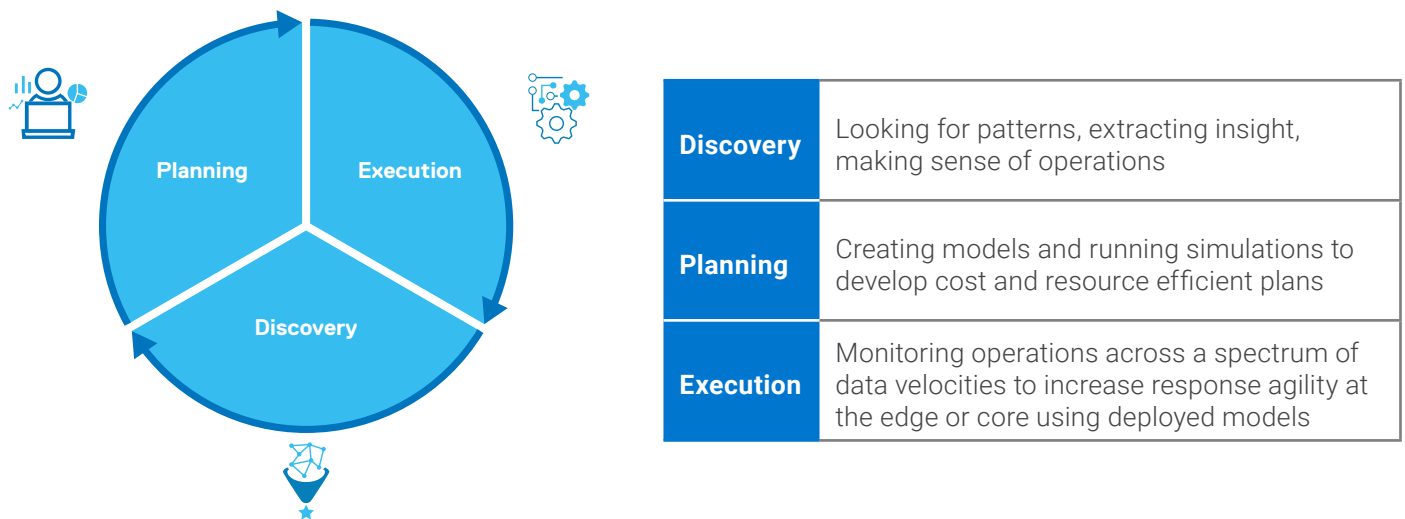 Planning
Execution
Discovery
Discovery
Looking for patterns, extracting insight,
making sense of operations
Planning
Creating models and running simulations to
develop cost and resource efficient plans
Execution
Monitoring operations across a spectrum of
data velocities to increase response agility at
the edge or core using deployed models